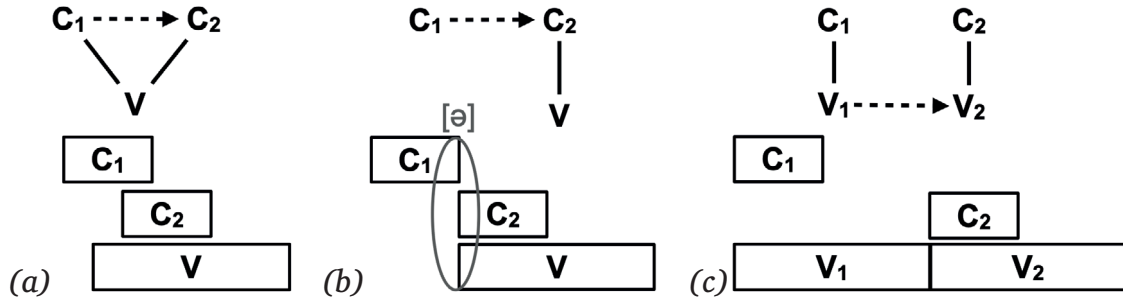 C₁ C₂
V
C₁
C₂
V
(a)
C₁ C₂
V
[ə]
C₁
C₂
V
(b)
C₁ C₂
V₁ V₂
C₁
C₂
V₁ V₂
(c)